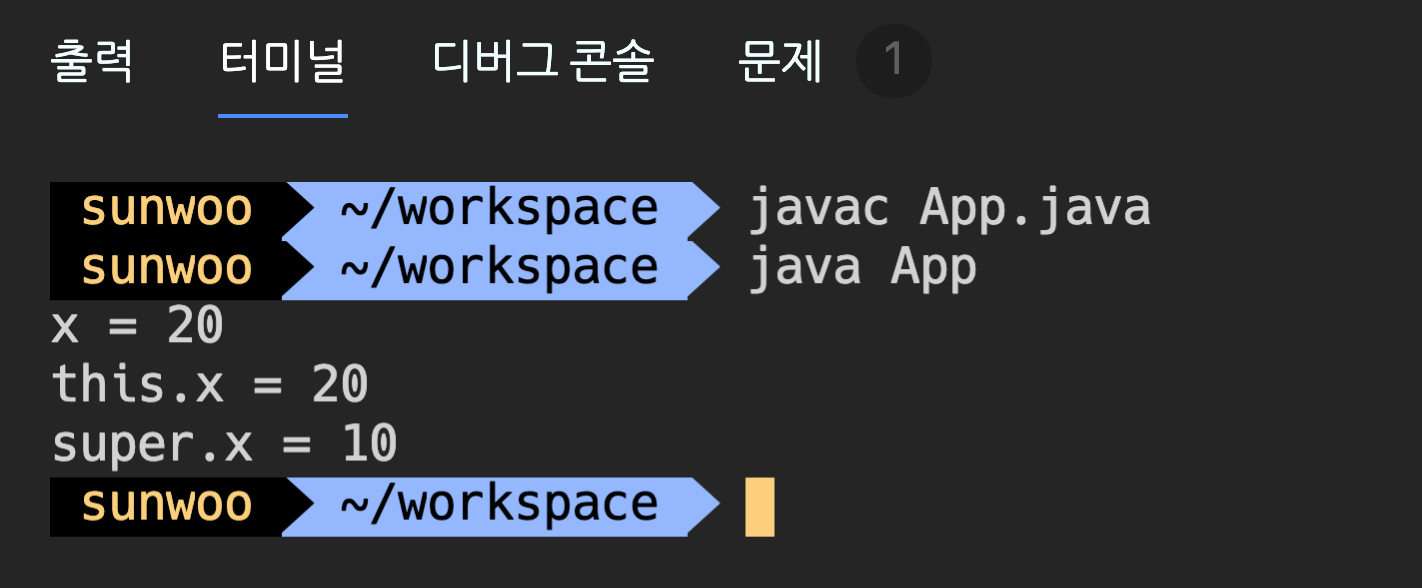 출력 터미널 디버그 콘솔 문제 1
sunwoo ~/workspace javac App.java
sunwoo ~/workspace java App
x = 20
this.x = 20
super.x = 10
sunwoo ~/workspace